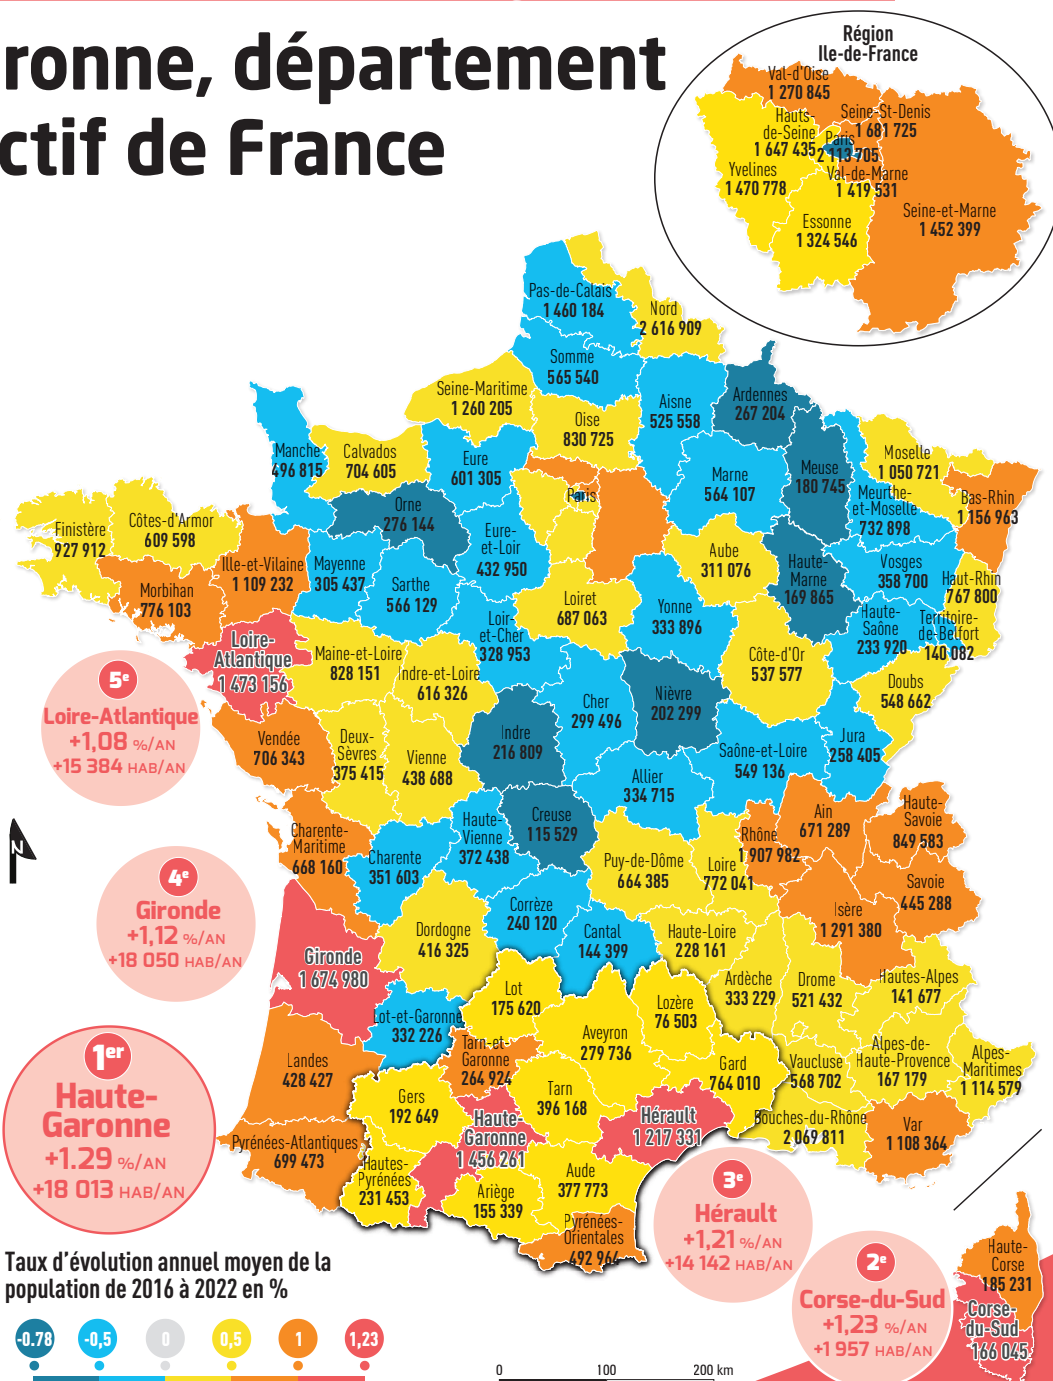 ronne, département
ctif de France
Région
Ile-de-France
Val-d'Oise
1 270 845
Hauts-
de-Seine
1 647 435
Seine-St-Denis
1 681 725
Paris
2 113 705
Val-de-Marne
1 419 531
Yvelines
1 470 778
Essonne
1 324 546
Seine-et-Marne
1 452 399
Pas-de-Calais
1 460 184
Nord
2 616 909
Somme
565 540
Seine-Maritime
1 260 205
Oise
830 725
Aisne
525 558
Ardennes
267 204
Manche
496 815
Calvados
704 605
Eure
601 305
Marne
564 107
Meuse
180 745
Moselle
1 050 721
Meurthe-
et-Moselle
732 898
Bas-Rhin
1 156 963
Paris
Orne
276 144
Finistère
927 912
Côtes-d'Armor
609 598
Ille-et-Vilaine
1 109 232
Mayenne
305 437
Sarthe
566 129
Eure-
et-Loir
432 950
Aube
311 076
Haute-
Marne
169 865
Vosges
358 700
Haut-Rhin
767 800
Morbihan
776 103
Loiret
687 063
Yonne
333 896
Loir-
et-Cher
328 953
Haute-
Saône
233 920
Territoire-
de-Belfort
140 082
Loire-
Atlantique
1 473 156
Maine-et-Loire
828 151
Indre-et-Loire
616 326
Côte-d'Or
537 577
Doubs
548 662
5e
Loire-Atlantique
+1,08 %/AN
+15 384 HAB/AN
Vendée
706 343
Deux-
Sèvres
375 415
Vienne
438 688
Indre
216 809
Cher
299 496
Nièvre
202 299
Saône-et-Loire
549 136
Jura
258 405
Allier
334 715
N
Charente-
Maritime
668 160
Charente
351 603
Haute-
Vienne
372 438
Creuse
115 529
Puy-de-Dôme
664 385
Loire
772 041
Rhône
1 907 982
Ain
671 289
Haute-
Savoie
849 583
Savoie
445 288
Isère
1 291 380
4e
Gironde
+1,12 %/AN
+18 050 HAB/AN
Gironde
1 674 980
Dordogne
416 325
Corrèze
240 120
Cantal
144 399
Haute-Loire
228 161
Ardèche
333 229
Drome
521 432
Hautes-Alpes
141 677
Lot
175 620
Lot-et-Garonne
332 226
Lozère
76 503
Aveyron
279 736
Tarn-et-
Garonne
264 924
Landes
428 427
Gard
764 010
Vaucluse
568 702
Alpes-de-
Haute-Provence
167 179
Alpes-
Maritimes
1 114 579
1er
Haute-
Garonne
+1.29 %/AN
+18 013 HAB/AN
Gers
192 649
Tarn
396 168
Haute
Garonne
1 456 261
Hérault
1 217 331
Bouches-du-Rhône
2 069 811
Var
1 108 364
Pyrénées-Atlantiques
699 473
Hautes-
Pyrénées
231 453
Ariège
155 339
Aude
377 773
Pyrénées-
Orientales
492 964
3e
Hérault
+1,21 %/AN
+14 142 HAB/AN
2e
Corse-du-Sud
+1,23 %/AN
+1 957 HAB/AN
Haute-
Corse
185 231
Corse-
du-Sud
166 045
Taux d'évolution annuel moyen de la
population de 2016 à 2022 en %
-0.78 -0,5 0 0,5 1 1,23
0 100 200 km